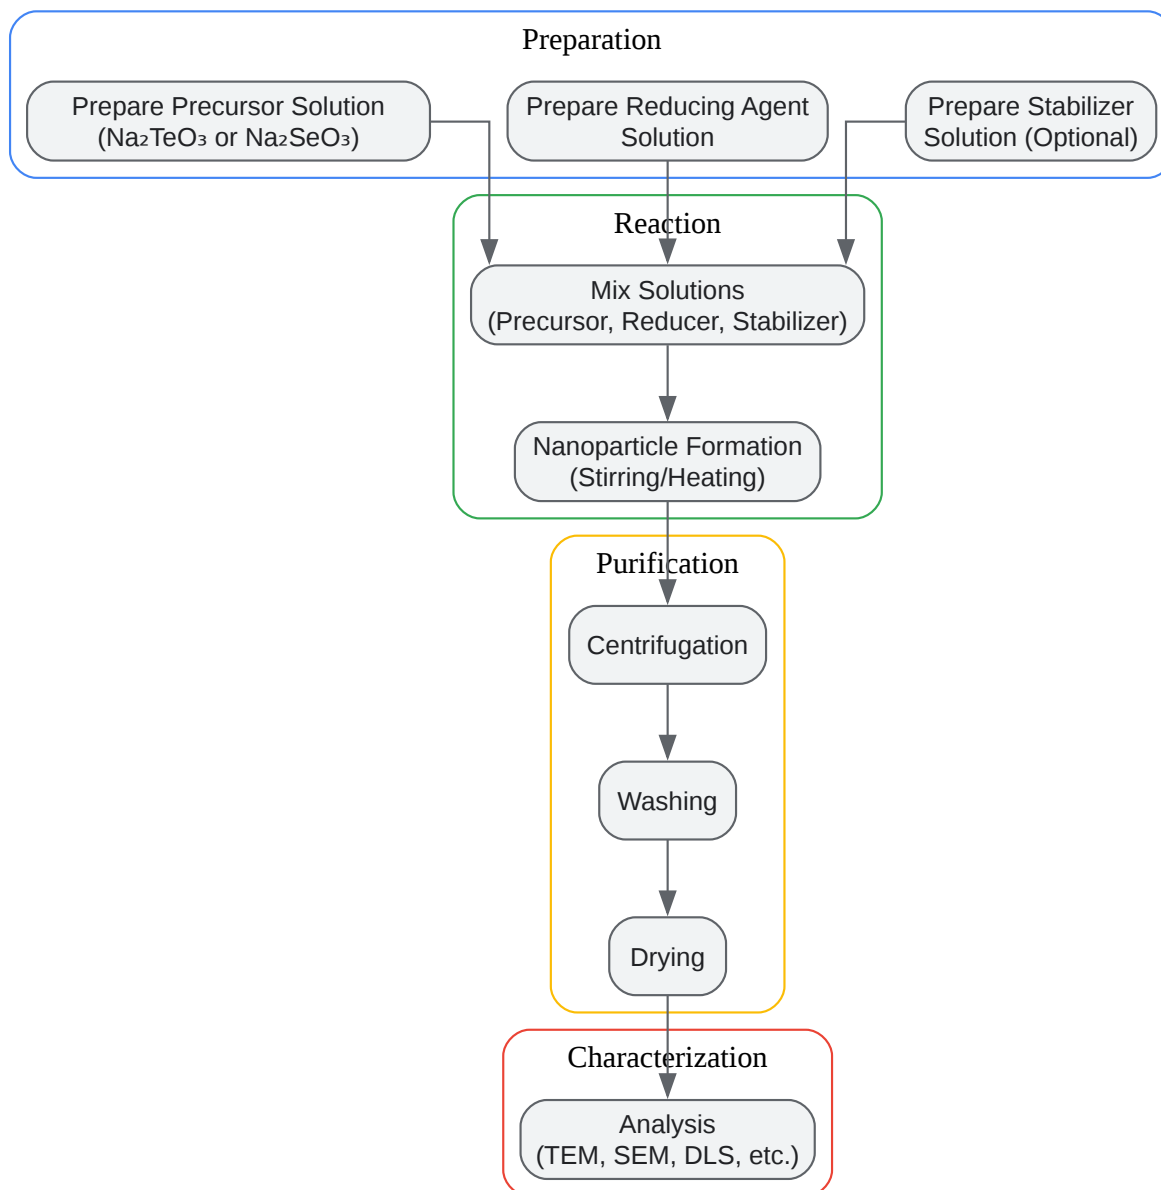 Preparation
Prepare Precursor Solution
(Na₂TeO₃ or Na₂SeO₃)
Prepare Reducing Agent
Solution
Prepare Stabilizer
Solution (Optional)
Reaction
Mix Solutions
(Precursor, Reducer, Stabilizer)
Nanoparticle Formation
(Stirring/Heating)
Purification
Centrifugation
Washing
Drying
Characterization
Analysis
(TEM, SEM, DLS, etc.)